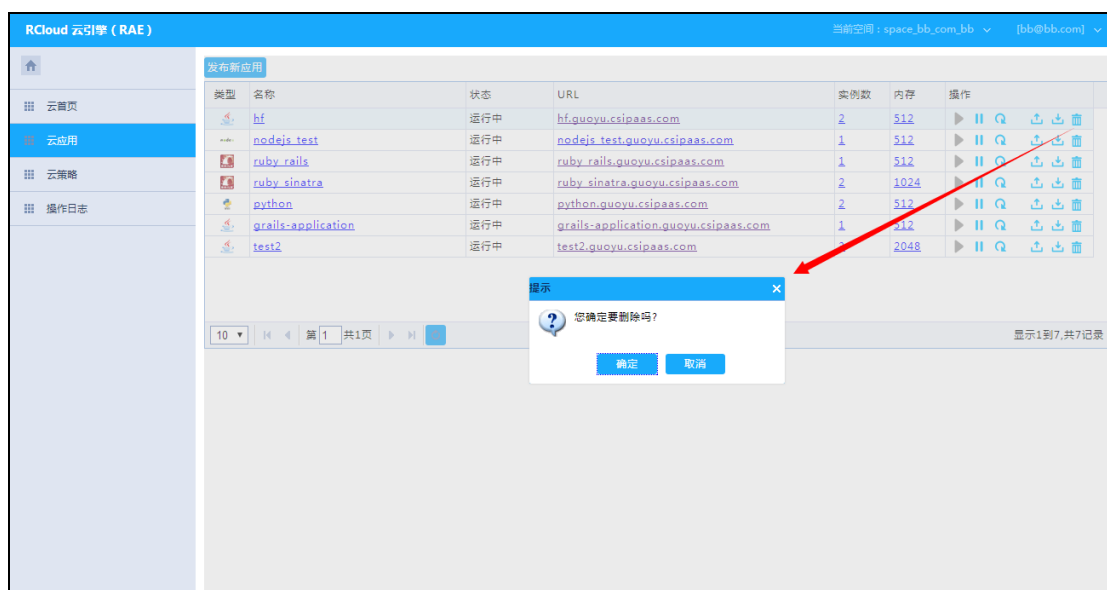 RCloud 云引擎 ( RAE ) 当前空间 : space_bb_com_bb [bb@bb.com]
云首页
云应用
云策略
操作日志
发布新应用
类型 名称 状态 URL 实例数 内存 操作
hf 运行中 hf.guoyu.csipaas.com 2 512
nodejs_test 运行中 nodejs_test.guoyu.csipaas.com 1 512
ruby_rails 运行中 ruby_rails.guoyu.csipaas.com 1 512
ruby_sinatra 运行中 ruby_sinatra.guoyu.csipaas.com 2 1024
python 运行中 python.guoyu.csipaas.com 2 512
grails-application 运行中 grails-application.guoyu.csipaas.com 1 512
test2 运行中 test2.guoyu.csipaas.com 2048
提示
您确定要删除吗?
确定 取消
10 第 1 共1页 显示1到7,共7记录